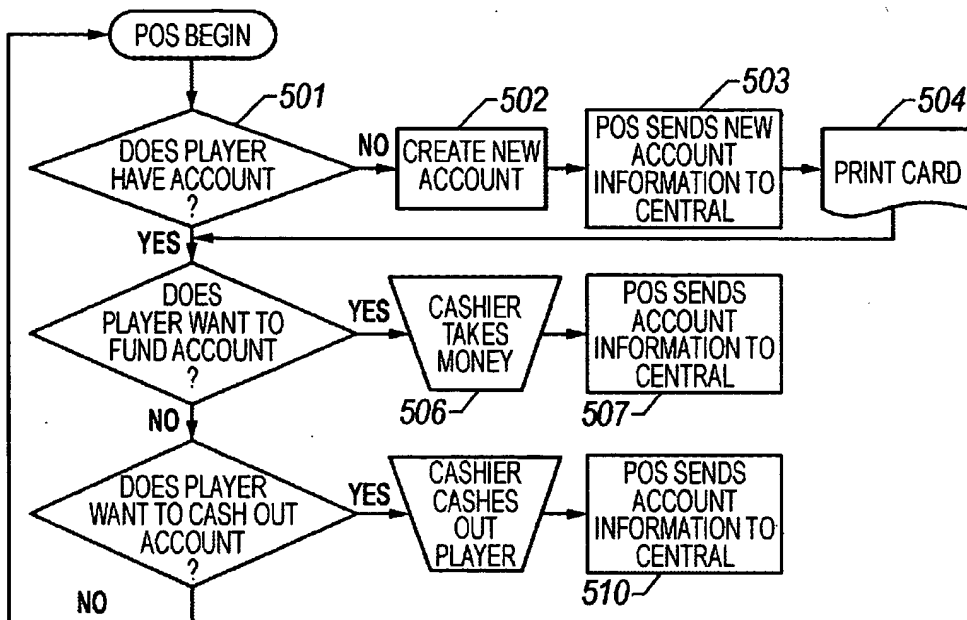 POS BEGIN
501
DOES PLAYER
HAVE ACCOUNT
?
NO
502
CREATE NEW
ACCOUNT
503
POS SENDS NEW
ACCOUNT
INFORMATION TO
CENTRAL
504
PRINT CARD
YES
DOES
PLAYER WANT TO
FUND ACCOUNT
?
YES
CASHIER
TAKES
MONEY
506
POS SENDS
ACCOUNT
INFORMATION TO
CENTRAL
507
NO
DOES PLAYER
WANT TO CASH OUT
ACCOUNT
?
YES
CASHIER
CASHES
OUT
PLAYER
POS SENDS
ACCOUNT
INFORMATION TO
CENTRAL
510
NO